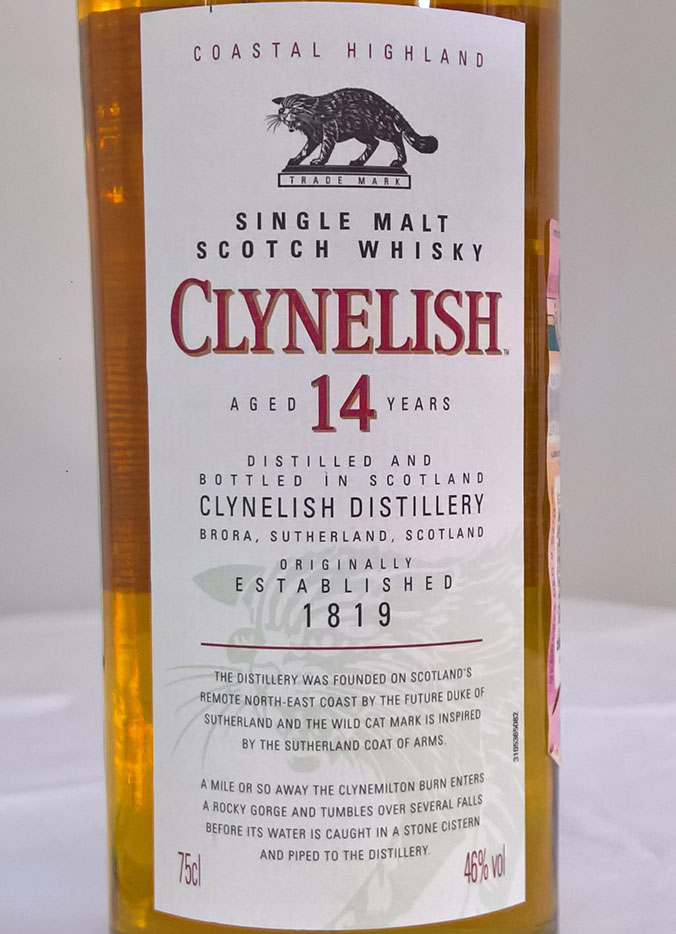 COASTAL HIGHLAND
TRADE MARK
SINGLE MALT
SCOTCH WHISKY
CLYNELISH™
AGED 14 YEARS
DISTILLED AND
BOTTLED IN SCOTLAND
CLYNELISH DISTILLERY
BRORA, SUTHERLAND, SCOTLAND
ORIGINALLY
ESTABLISHED
1819
THE DISTILLERY WAS FOUNDED ON SCOTLAND'S
REMOTE NORTH-EAST COAST BY THE FUTURE DUKE OF
SUTHERLAND AND THE WILD CAT MARK IS INSPIRED
BY THE SUTHERLAND COAT OF ARMS.
A MILE OR SO AWAY THE CLYNEMILTON BURN ENTERS
A ROCKY GORGE AND TUMBLES OVER SEVERAL FALLS
BEFORE ITS WATER IS CAUGHT IN A STONE CISTERN
AND PIPED TO THE DISTILLERY.
75cl
46% vol